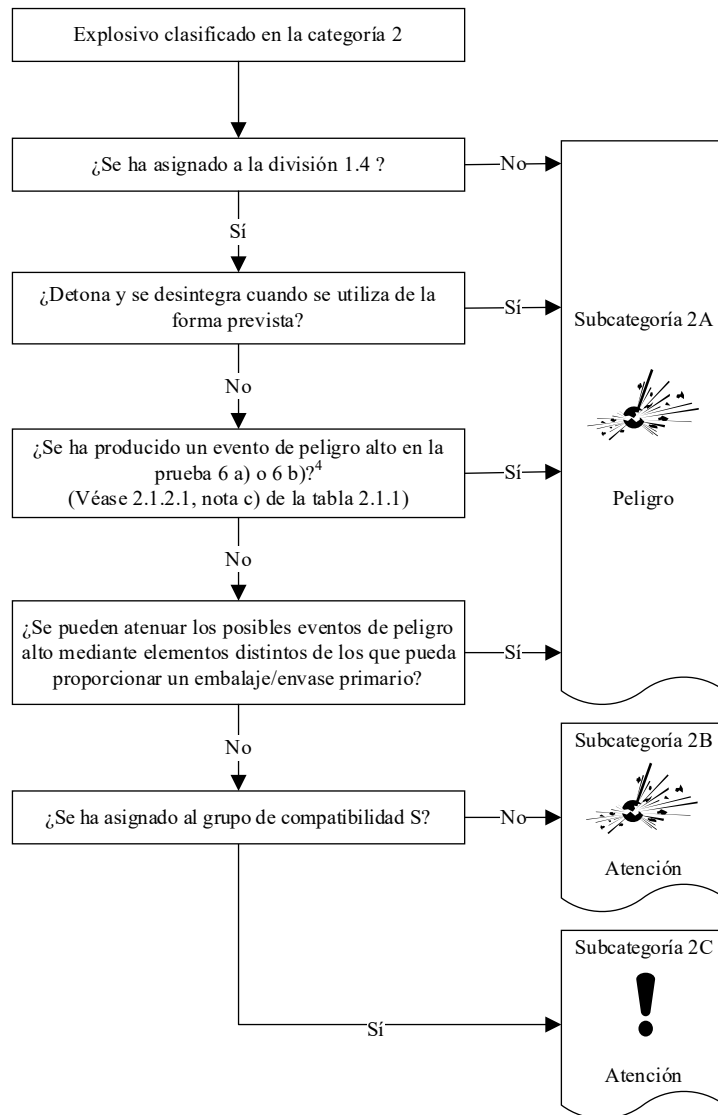 Explosivo clasificado en la categoría 2
¿Se ha asignado a la división 1.4 ?
No
Sí
¿Detona y se desintegra cuando se utiliza de la
forma prevista?
Sí
Subcategoría 2A
No
¿Se ha producido un evento de peligro alto en la
prueba 6 a) o 6 b)?4
(Véase 2.1.2.1, nota c) de la tabla 2.1.1)
Sí
Peligro
No
¿Se pueden atenuar los posibles eventos de peligro
alto mediante elementos distintos de los que pueda
proporcionar un embalaje/envase primario?
Sí
No
Subcategoría 2B
¿Se ha asignado al grupo de compatibilidad S?
No
Atención
Subcategoría 2C
Sí
Atención